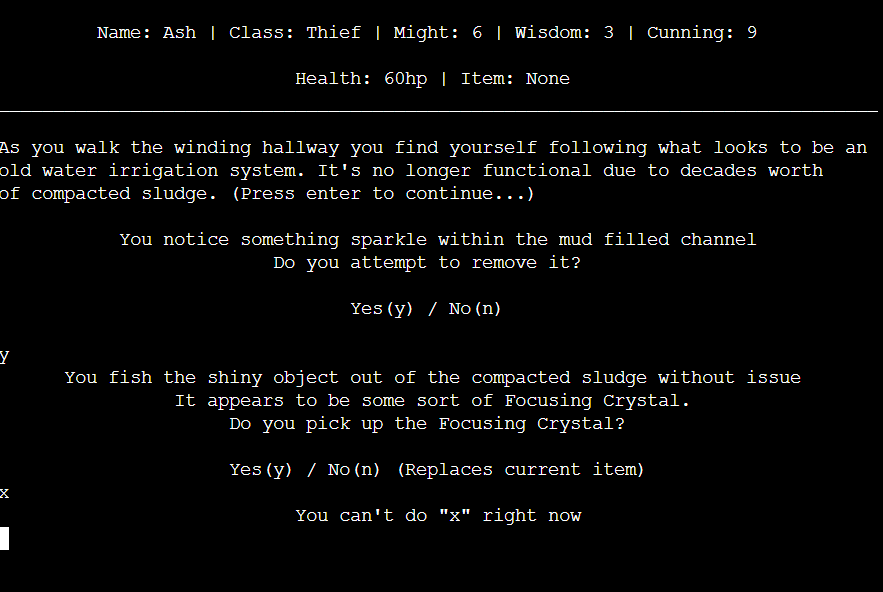 Name: Ash | Class: Thief | Might: 6 | Wisdom: 3 | Cunning: 9
Health: 60hp | Item: None
As you walk the winding hallway you find yourself following what looks to be an
old water irrigation system. It's no longer functional due to decades worth
of compacted sludge. (Press enter to continue...)
You notice something sparkle within the mud filled channel
Do you attempt to remove it?
Yes(y) / No(n)
y
You fish the shiny object out of the compacted sludge without issue
It appears to be some sort of Focusing Crystal.
Do you pick up the Focusing Crystal?
Yes(y) / No(n) (Replaces current item)
x
You can't do "x" right now